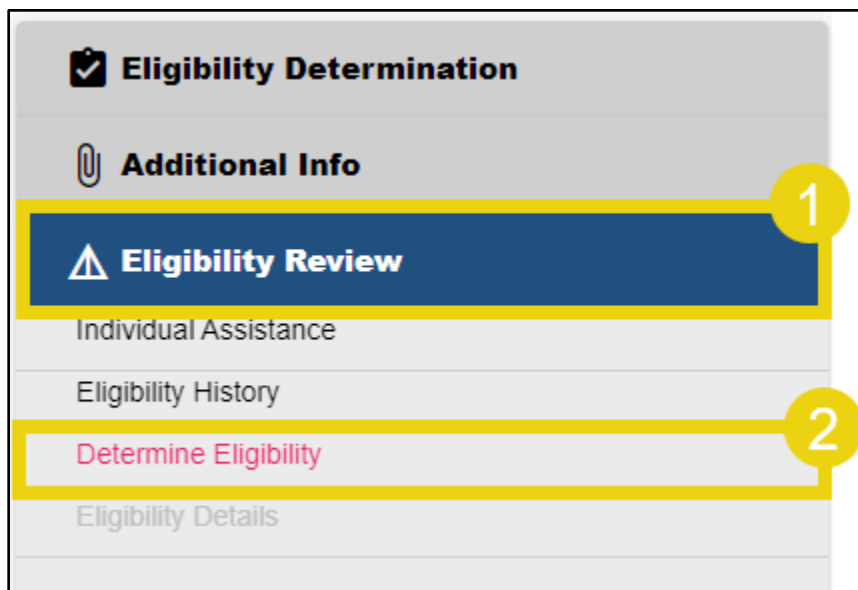 Eligibility Determination
Additional Info
1
Eligibility Review
Individual Assistance
Eligibility History
2
Determine Eligibility
Eligibility Details